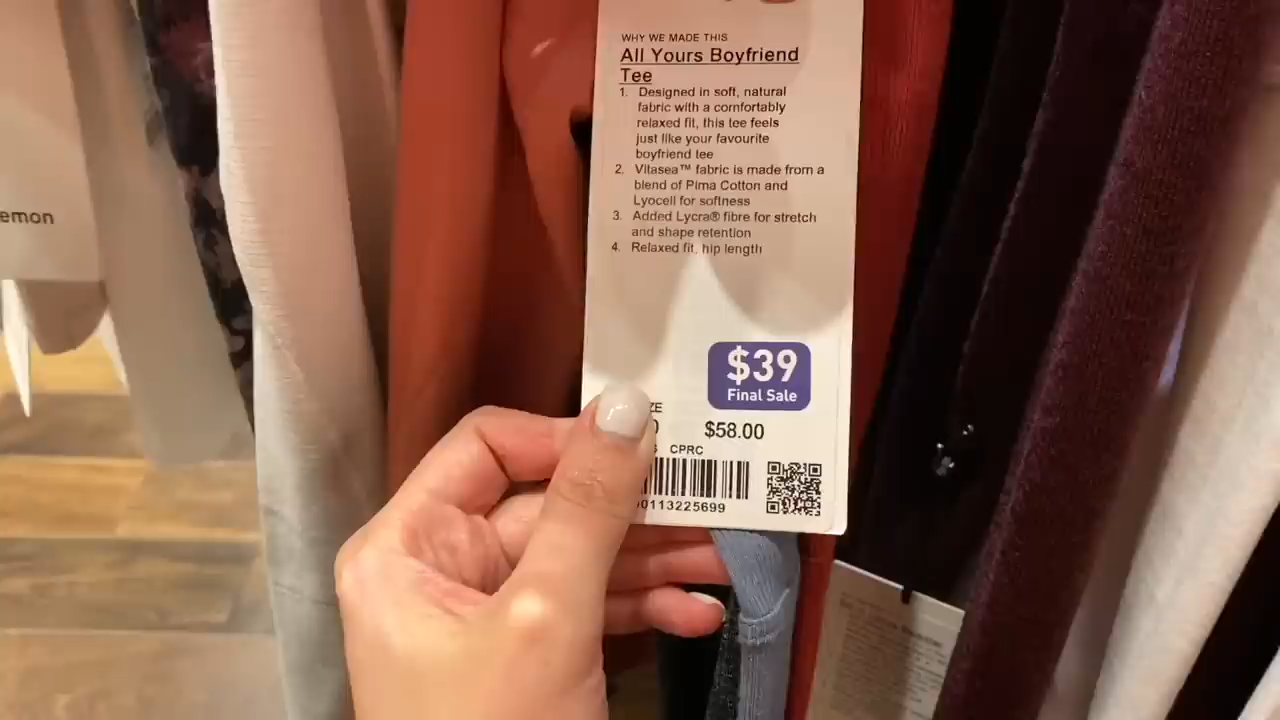 emon
WHY WE MADE THIS
All Yours Boyfriend
Tee
1. Designed in soft, natural
fabric with a comfortably
relaxed fit, this tee feels
just like your favourite
boyfriend tee
2. Vitasea™ fabric is made from a
blend of Pima Cotton and
Lyocell for softness
3. Added Lycra® fibre for stretch
and shape retention
4. Relaxed fit, hip length
$39
Final Sale
ZE
$58.00
CPRC
0113225699